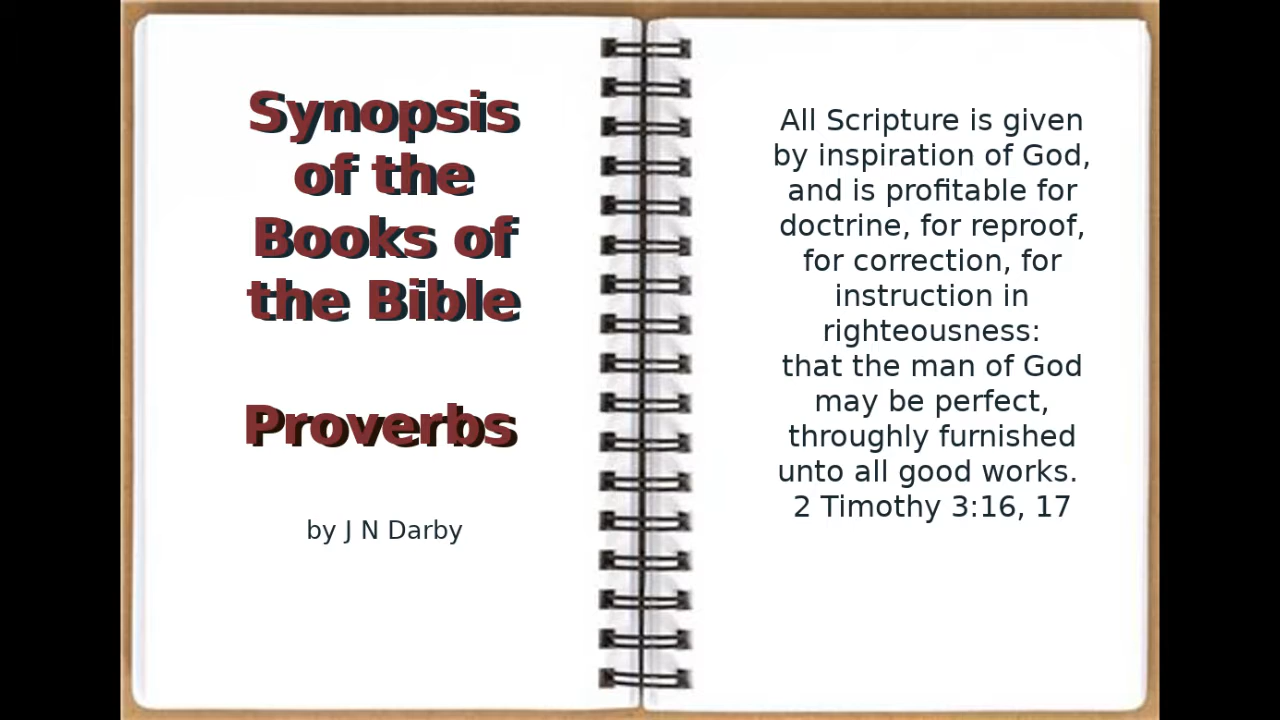 Synopsis
of the
Books of
the Bible
Proverbs
by J N Darby
All Scripture is given
by inspiration of God,
and is profitable for
doctrine, for reproof,
for correction, for
instruction in
righteousness:
that the man of God
may be perfect,
throughly furnished
unto all good works.
2 Timothy 3:16, 17